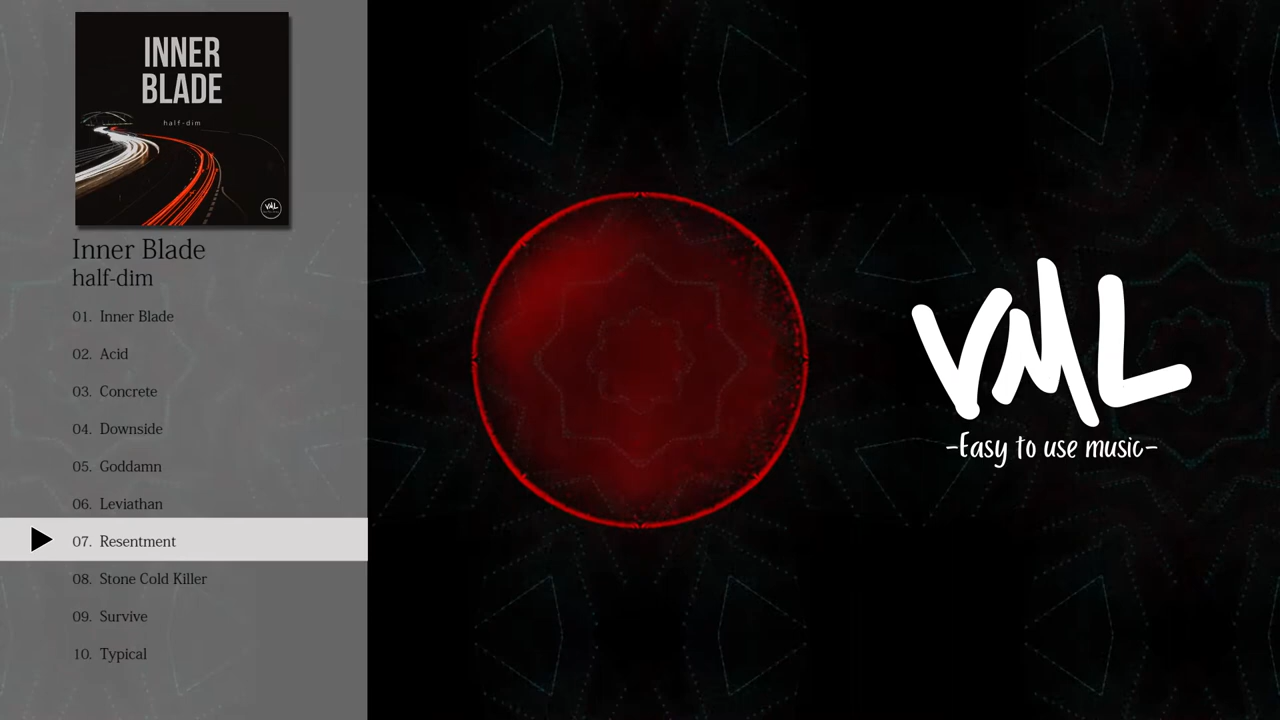 INNER
BLADE
half-dim
VML
Inner Blade
half-dim
01. Inner Blade
02. Acid
03. Concrete
04. Downside
05. Goddamn
06. Leviathan
07. Resentment
08. Stone Cold Killer
09. Survive
10. Typical
VML
-Easy to use music-